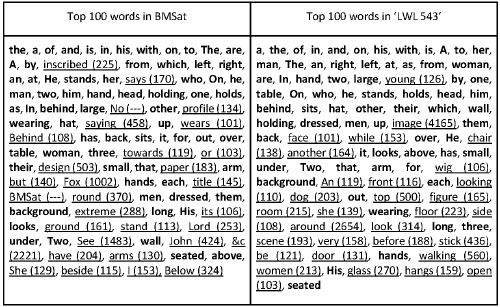 Top 100 words in BMSat
the, a, of, and, is, in, his, with, on, to, The, are,
A, by, inscribed (225), from, which, left, right,
an, at, He, stands, her, says (170), who, On, he,
man, two, him, hand, head, holding, one, holds,
as, In, behind, large, No (---), other, profile (134),
wearing, hat, saying (458), up, wears (101),
Behind (108), has, back, sits, it, for, out, over,
table, woman, three, towards (119), or (103),
their, design (503), small, that, paper (183), arm,
but (140), Fox (1002), hands, each, title (145),
BMSat (---), round (370), men, dressed, them,
background, extreme (288), long, His, its (106),
looks, ground (161), stand (113), Lord (253),
under, Two, See (1483), wall, John (424), &c
(2221), have (204), arms (130), seated, above,
She (129), beside (115), I (153), Below (324)
Top 100 words in ‘LWL 543’
a, the, of, in, and, on, his, with, is, A, to, her,
man, The, an, right, left, at, as, from, woman,
are, In, hand, two, large, young (126), by, one,
table, On, who, he, stands, holds, head, him,
behind, sits, hat, other, their, which, wall,
holding, dressed, men, up, image (4165), them,
back, face (101), while (153), over, He, chair
(138), another (164), it, looks, above, has, small,
under, Two, that, arm, for, wig (106),
background, An (119), front (116), each, looking
(110), dog (203), out, top (500), figure (165),
room (215), she (139), wearing, floor (223), side
(108), around (2654), look (314), long, three,
scene (193), very (158), before (188), stick (436),
be (121), door (131), hands, walking (560),
women (213), His, glass (270), hangs (159), open
(103), seated